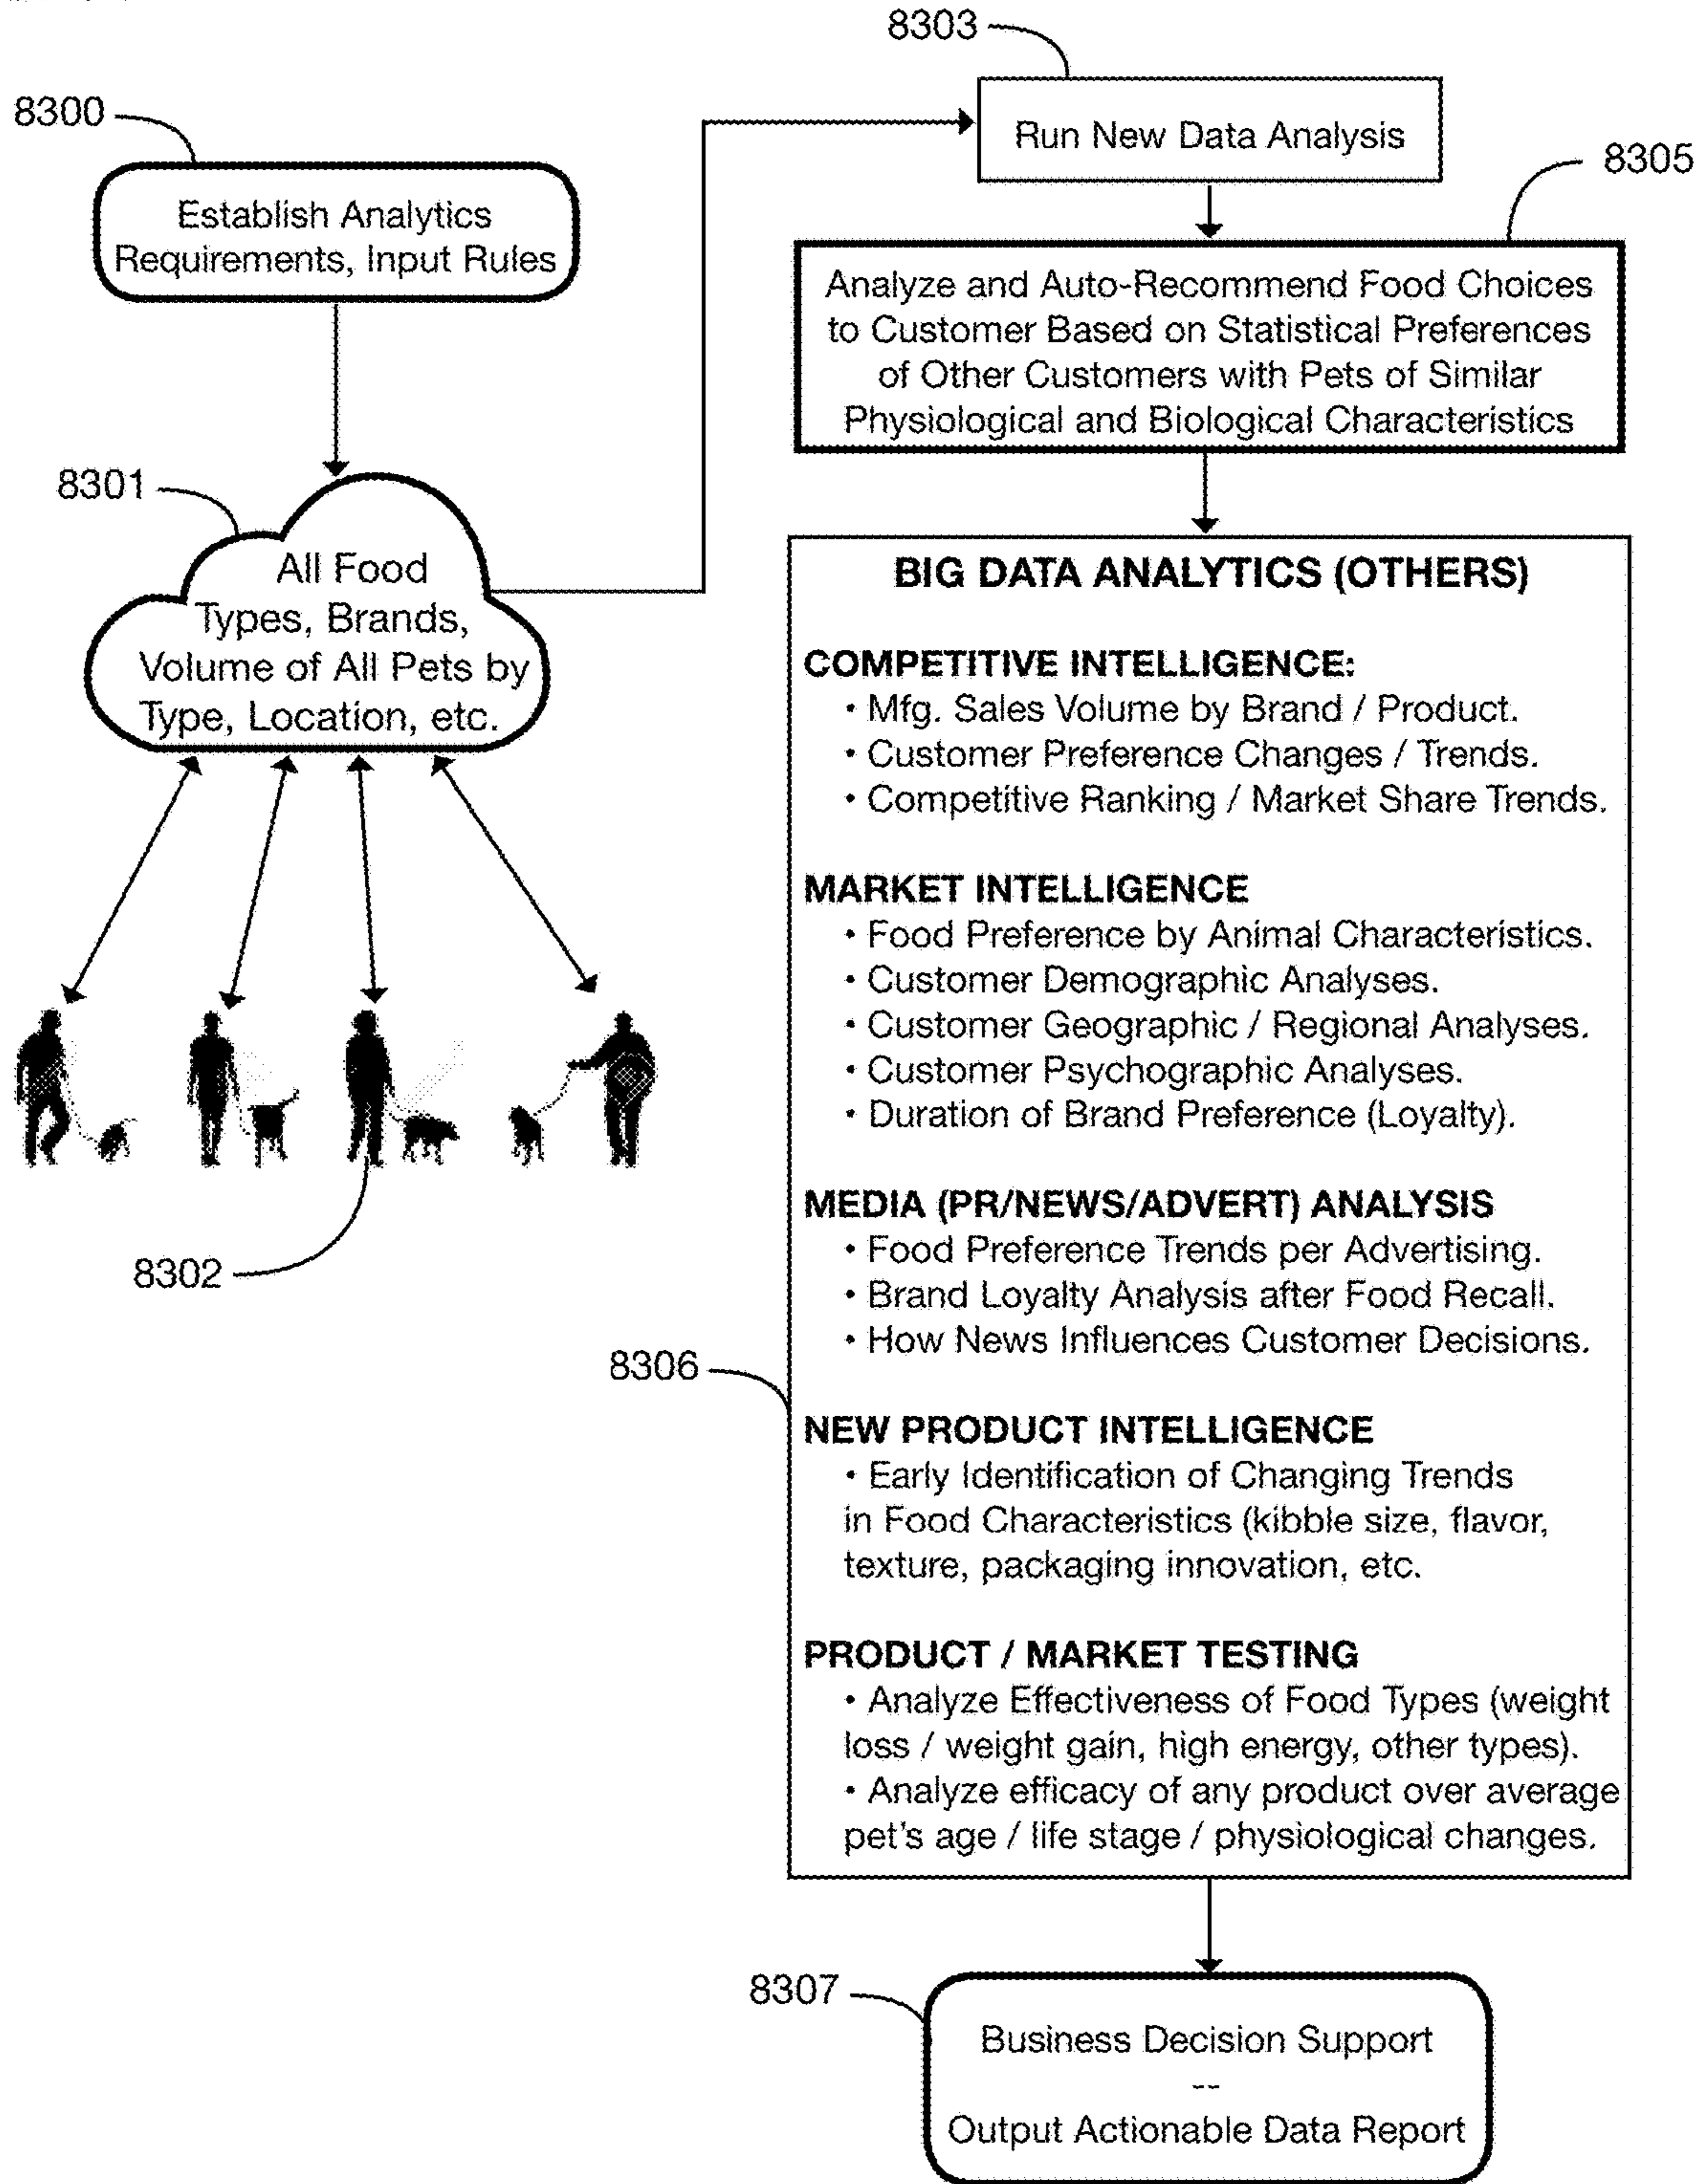 8303
8300
Run New Data Analysis
8305
Establish Analytics
Requirements, Input Rules
Analyze and Auto-Recommend Food Choices
to Customer Based on Statistical Preferences
of Other Customers with Pets of Similar
Physiological and Biological Characteristics
8301
All Food
Types, Brands,
Volume of All Pets by
Type, Location, etc.
BIG DATA ANALYTICS (OTHERS)
COMPETITIVE INTELLIGENCE:
• Mfg. Sales Volume by Brand / Product.
• Customer Preference Changes / Trends.
• Competitive Ranking / Market Share Trends.
MARKET INTELLIGENCE
• Food Preference by Animal Characteristics.
• Customer Demographic Analyses.
• Customer Geographic / Regional Analyses.
• Customer Psychographic Analyses.
• Duration of Brand Preference (Loyalty).
MEDIA (PR/NEWS/ADVERT) ANALYSIS
• Food Preference Trends per Advertising.
• Brand Loyalty Analysis after Food Recall.
• How News Influences Customer Decisions.
8302
8306
NEW PRODUCT INTELLIGENCE
• Early Identification of Changing Trends
in Food Characteristics (kibble size, flavor,
texture, packaging innovation, etc.
PRODUCT / MARKET TESTING
• Analyze Effectiveness of Food Types (weight
loss / weight gain, high energy, other types).
• Analyze efficacy of any product over average
pet's age / life stage / physiological changes.
8307
Business Decision Support
--
Output Actionable Data Report